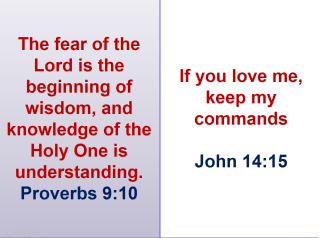 The fear of the
Lord is the
beginning of
wisdom, and
knowledge of the
Holy One is
understanding.
Proverbs 9:10
If you love me,
keep my
commands
John 14:15